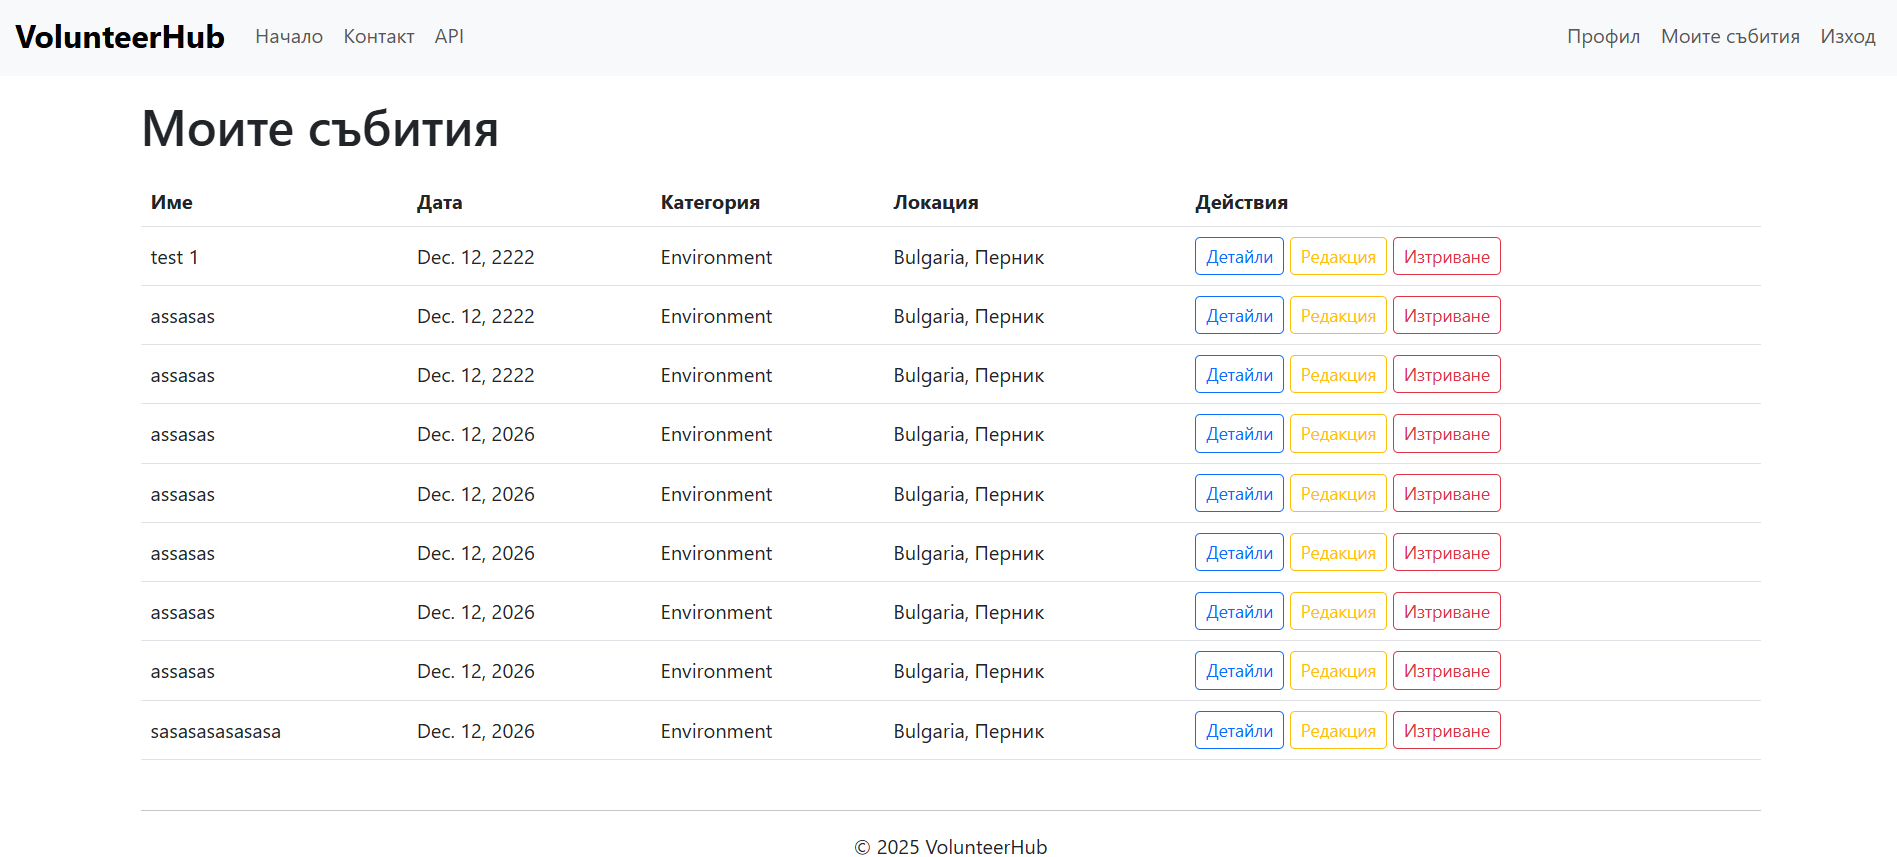 VolunteerHub Начало Контакт API Профил Моите събития Изход
Моите събития
Име Дата Категория Локация Действия
test 1 Dec. 12, 2222 Environment Bulgaria, Перник Детайли Редакция Изтриване
assasas Dec. 12, 2222 Environment Bulgaria, Перник Детайли Редакция Изтриване
assasas Dec. 12, 2222 Environment Bulgaria, Перник Детайли Редакция Изтриване
assasas Dec. 12, 2026 Environment Bulgaria, Перник Детайли Редакция Изтриване
assasas Dec. 12, 2026 Environment Bulgaria, Перник Детайли Редакция Изтриване
assasas Dec. 12, 2026 Environment Bulgaria, Перник Детайли Редакция Изтриване
assasas Dec. 12, 2026 Environment Bulgaria, Перник Детайли Редакция Изтриване
assasas Dec. 12, 2026 Environment Bulgaria, Перник Детайли Редакция Изтриване
sasasasasasasa Dec. 12, 2026 Environment Bulgaria, Перник Детайли Редакция Изтриване
© 2025 VolunteerHub